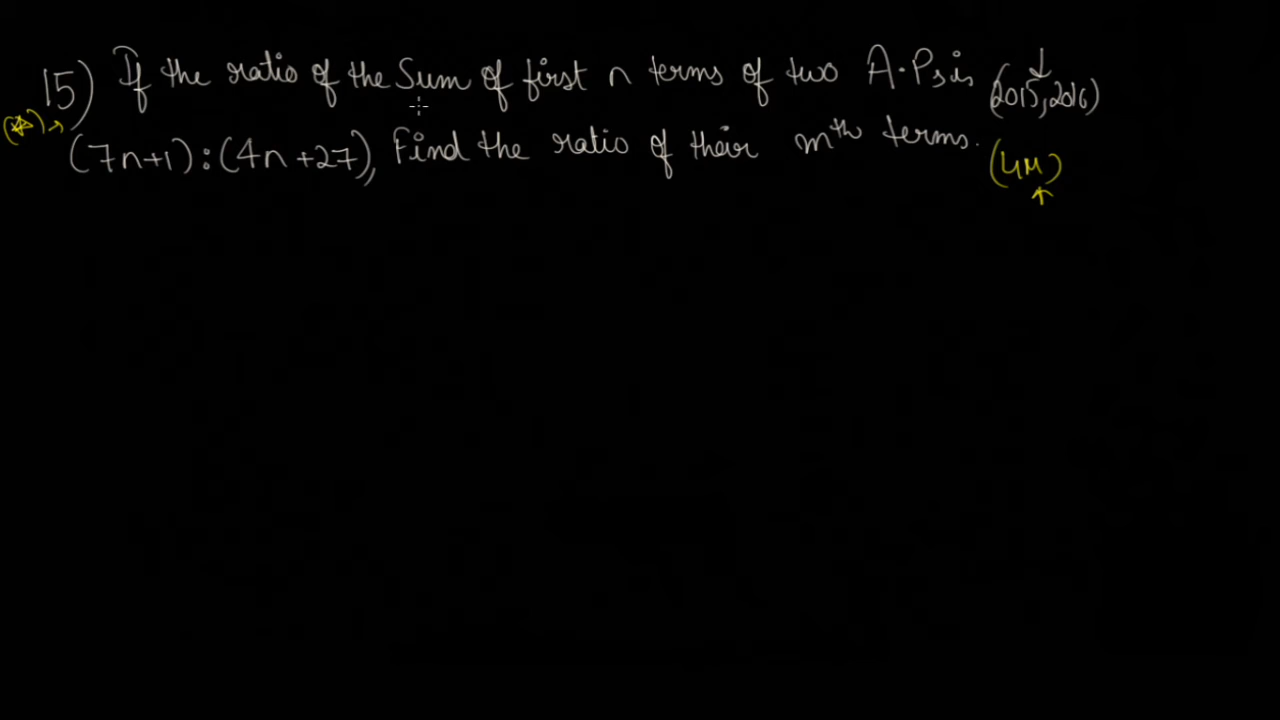 15) If the ratio of the Sum of first n terms of two A.Ps is (2015, 2016)
(☆)→ (7n+1):(4n+27), Find the ratio of their mth terms. (4M)